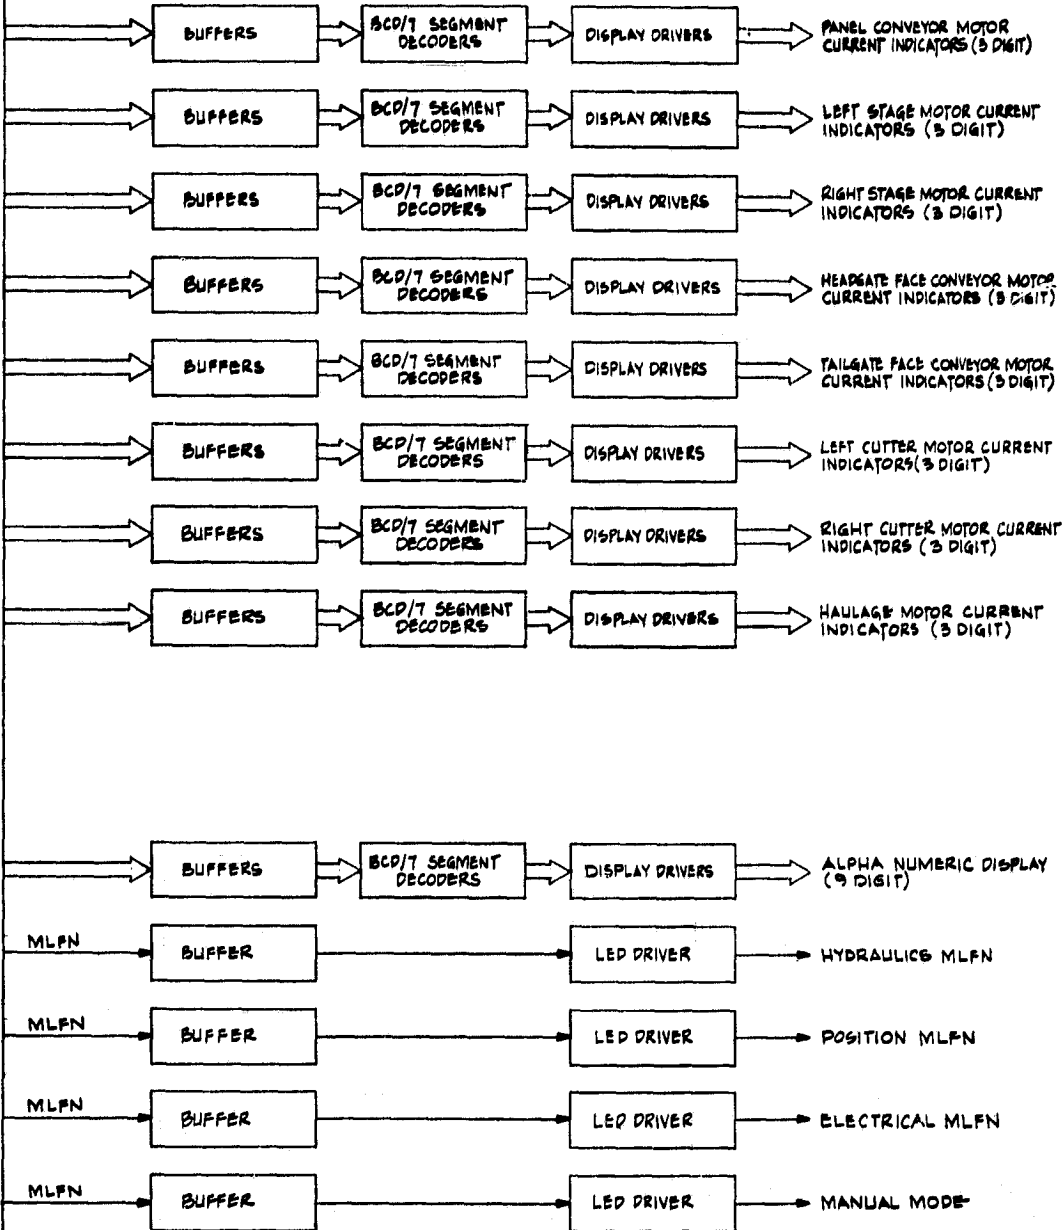 BUFFERS
BCD/7 SEGMENT
DECODERS
DISPLAY DRIVERS
PANEL CONVEYOR MOTOR
CURRENT INDICATORS (3 DIGIT)
BUFFERS
BCD/7 SEGMENT
DECODERS
DISPLAY DRIVERS
LEFT STAGE MOTOR CURRENT
INDICATORS (3 DIGIT)
BUFFERS
BCD/7 SEGMENT
DECODERS
DISPLAY DRIVERS
RIGHT STAGE MOTOR CURRENT
INDICATORS (3 DIGIT)
BUFFERS
BCD/7 SEGMENT
DECODERS
DISPLAY DRIVERS
HEADGATE FACE CONVEYOR MOTOR
CURRENT INDICATORS (3 DIGIT)
BUFFERS
BCD/7 SEGMENT
DECODERS
DISPLAY DRIVERS
TAILGATE FACE CONVEYOR MOTOR
CURRENT INDICATORS (3 DIGIT)
BUFFERS
BCD/7 SEGMENT
DECODERS
DISPLAY DRIVERS
LEFT CUTTER MOTOR CURRENT
INDICATORS (3 DIGIT)
BUFFERS
BCD/7 SEGMENT
DECODERS
DISPLAY DRIVERS
RIGHT CUTTER MOTOR CURRENT
INDICATORS (3 DIGIT)
BUFFERS
BCD/7 SEGMENT
DECODERS
DISPLAY DRIVERS
HAULAGE MOTOR CURRENT
INDICATORS (3 DIGIT)
BUFFERS
BCD/7 SEGMENT
DECODERS
DISPLAY DRIVERS
ALPHA NUMERIC DISPLAY
(9 DIGIT)
MLFN
BUFFER
LED DRIVER
HYDRAULICS MLFN
MLFN
BUFFER
LED DRIVER
POSITION MLFN
MLFN
BUFFER
LED DRIVER
ELECTRICAL MLFN
MLFN
BUFFER
LED DRIVER
MANUAL MODE